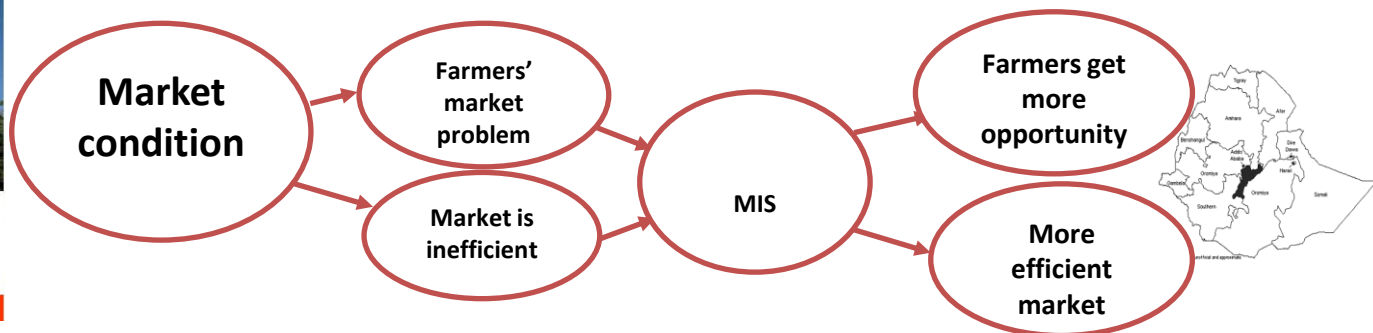 Market
condition
Farmers’
market
problem
Market is
inefficient
MIS
Farmers get
more
opportunity
More
efficient
market
Tigray
Afar
Amhara
Benshangul
Dire
Dawa
Addis
Ababa
Harari
Oromiya
Oromiya
Gambela
Somali
Southern